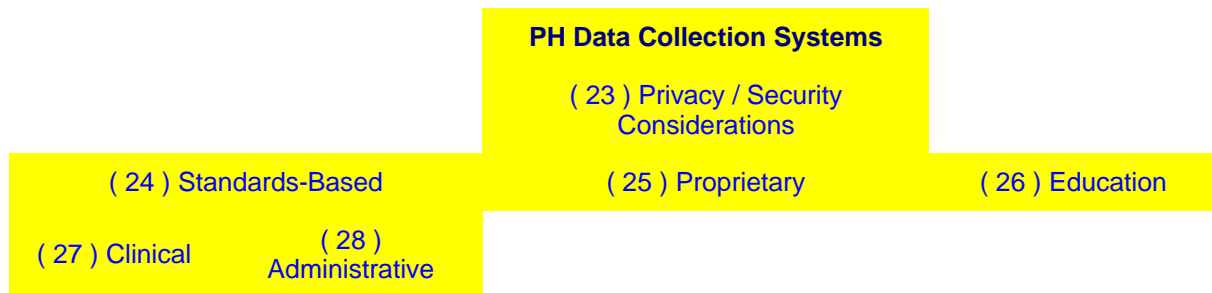 PH Data Collection Systems
( 23 ) Privacy / Security
Considerations
( 24 ) Standards-Based
( 25 ) Proprietary
( 26 ) Education
( 27 ) Clinical
( 28 )
Administrative